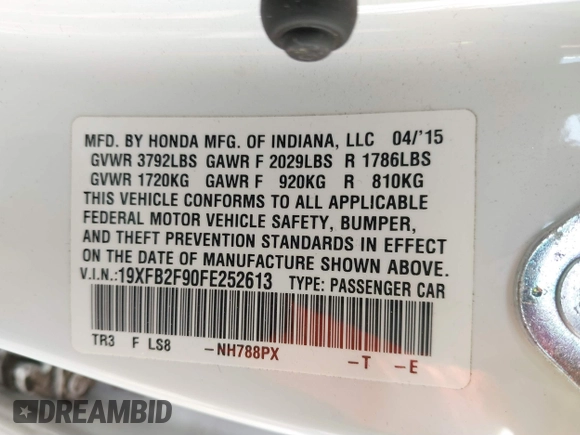 MFD. BY HONDA MFG. OF INDIANA, LLC 04/'15
GVWR 3792LBS GAWR F 2029LBS R 1786LBS
GVWR 1720KG GAWR F 920KG R 810KG
THIS VEHICLE CONFORMS TO ALL APPLICABLE
FEDERAL MOTOR VEHICLE SAFETY, BUMPER,
AND THEFT PREVENTION STANDARDS IN EFFECT
ON THE DATE OF MANUFACTURE SHOWN ABOVE.
V.I.N.:19XFB2F90FE252613 TYPE: PASSENGER CAR
TR3 F LS8 -NH788PX -T -E
DREAMBID